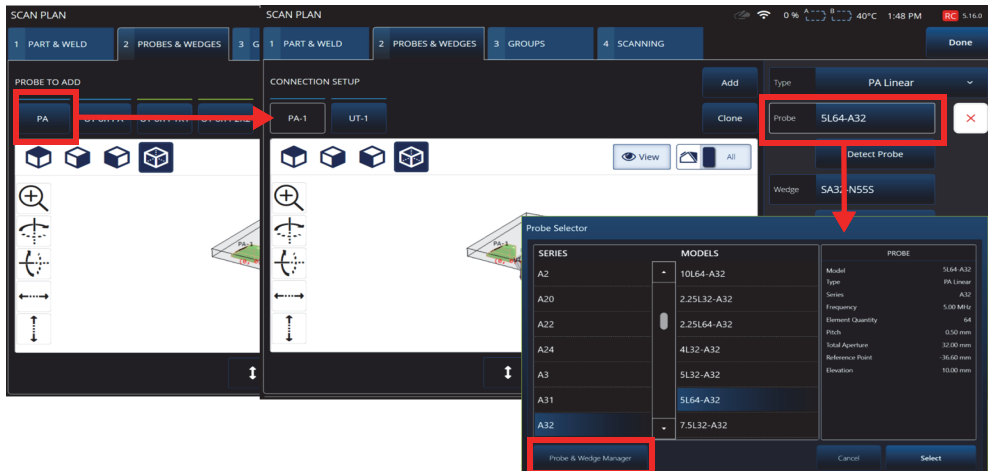 SCAN PLAN
1 PART & WELD
2 PROBES & WEDGES
3 G
PROBE TO ADD
PA
PA-1
SCAN PLAN
0 % A B 40°C 1:48 PM RC 5.16.0
1 PART & WELD
2 PROBES & WEDGES
3 GROUPS
4 SCANNING
Done
CONNECTION SETUP
Add
Type PA Linear
PA-1
UT-1
Clone
Probe 5L64-A32
View
All
Detect Probe
Wedge SA32-N55S
PA-1
Probe Selector
SERIES
A2
A20
A22
A24
A3
A31
A32
MODELS
10L64-A32
2.25L32-A32
2.25L64-A32
4L32-A32
5L32-A32
5L64-A32
7.5L32-A32
PROBE
Model 5L64-A32
Type PA Linear
Series A32
Frequency 5.00 MHz
Element Quantity 64
Pitch 0.50 mm
Total Aperture 32.00 mm
Reference Point -36.60 mm
Elevation 10.00 mm
Probe & Wedge Manager
Cancel
Select